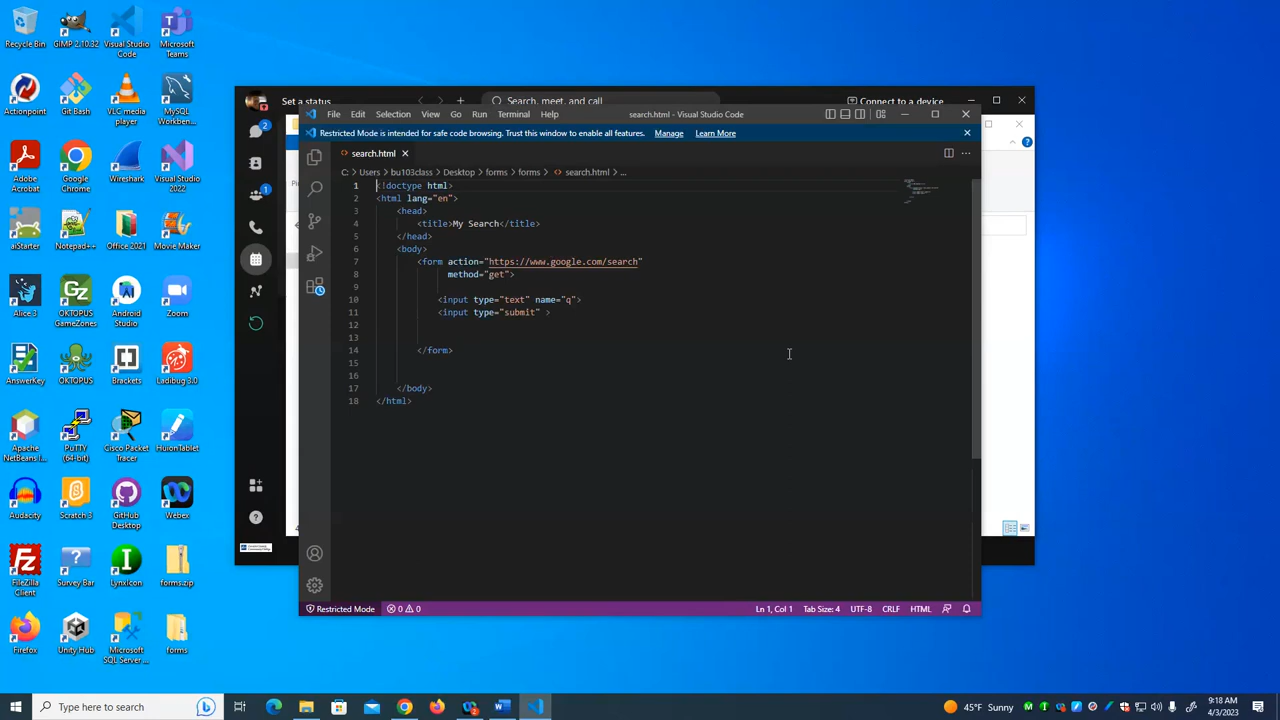 Recycle Bin
GIMP 2.10.32
Visual Studio
Code
Microsoft
Teams
Actionpoint
Git Bash
VLC media
player
MySQL
Workben...
Adobe
Acrobat
Google
Chrome
Wireshark
Visual Studio
2022
aiStarter
Notepad++
Office 2021
Movie Maker
Alice 3
OKTOPUS
GameZones
Android
Studio
Zoom
AnswerKey
OKTOPUS
Brackets
Ladibug 3.0
Apache
NetBeans I...
PuTTY
(64-bit)
Cisco Packet
Tracer
HuionTablet
Audacity
Scratch 3
GitHub
Desktop
Webex
FileZilla
Client
Survey Bar
LynxIcon
forms.zip
Firefox
Unity Hub
Microsoft
SQL Server ...
forms
Set a status
Search, meet, and call
Connect to a device
2
1
File Edit Selection View Go Run Terminal Help
search.html - Visual Studio Code
Restricted Mode is intended for safe code browsing. Trust this window to enable all features. Manage Learn More
search.html
C: > Users > bu103class > Desktop > forms > forms > search.html > ...
1 <!doctype html>
2 <html lang="en">
3 <head>
4 <title>My Search</title>
5 </head>
6 <body>
7 <form action="https://www.google.com/search"
8 method="get">
9
10 <input type="text" name="q">
11 <input type="submit" >
12
13
14 </form>
15
16
17 </body>
18 </html>
Restricted Mode 0 0 Ln 1, Col 1 Tab Size: 4 UTF-8 CRLF HTML
Type here to search
45°F Sunny
9:18 AM
4/3/2023